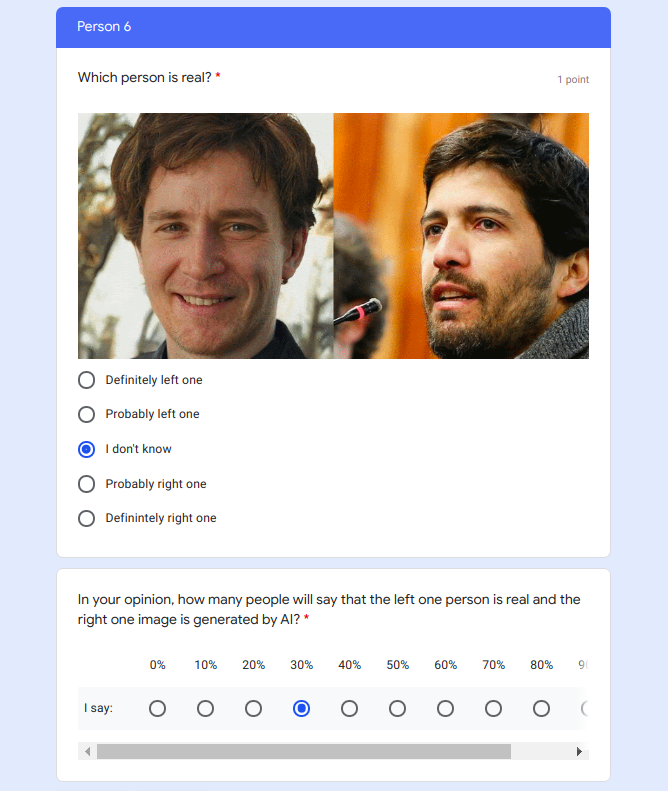 Person 6
Which person is real? *
1 point
Definitely left one
Probably left one
I don't know
Probably right one
Definintely right one
In your opinion, how many people will say that the left one person is real and the
right one image is generated by AI? *
0% 10% 20% 30% 40% 50% 60% 70% 80%
I say: